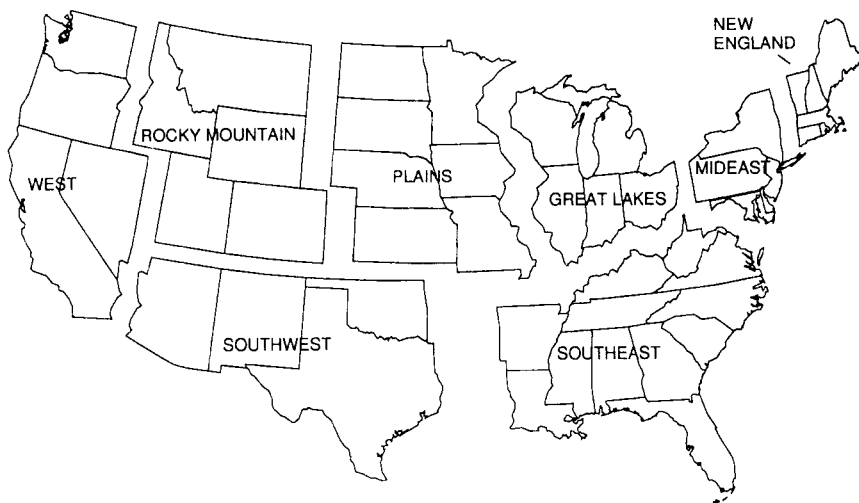 NEW
ENGLAND
ROCKY MOUNTAIN
MIDEAST
WEST
PLAINS
GREAT LAKES
SOUTHWEST
SOUTHEAST